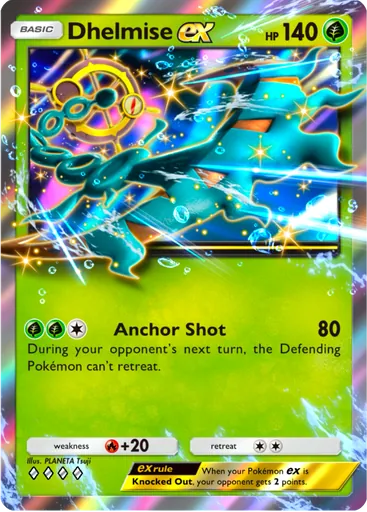 BASIC
Dhelmise ex
HP 140
Anchor Shot 80
During your opponent's next turn, the Defending
Pokémon can't retreat.
weakness +20
retreat
Illus. PLANETA Tsuji
ex rule
When your Pokémon ex is
Knocked Out, your opponent gets 2 points.